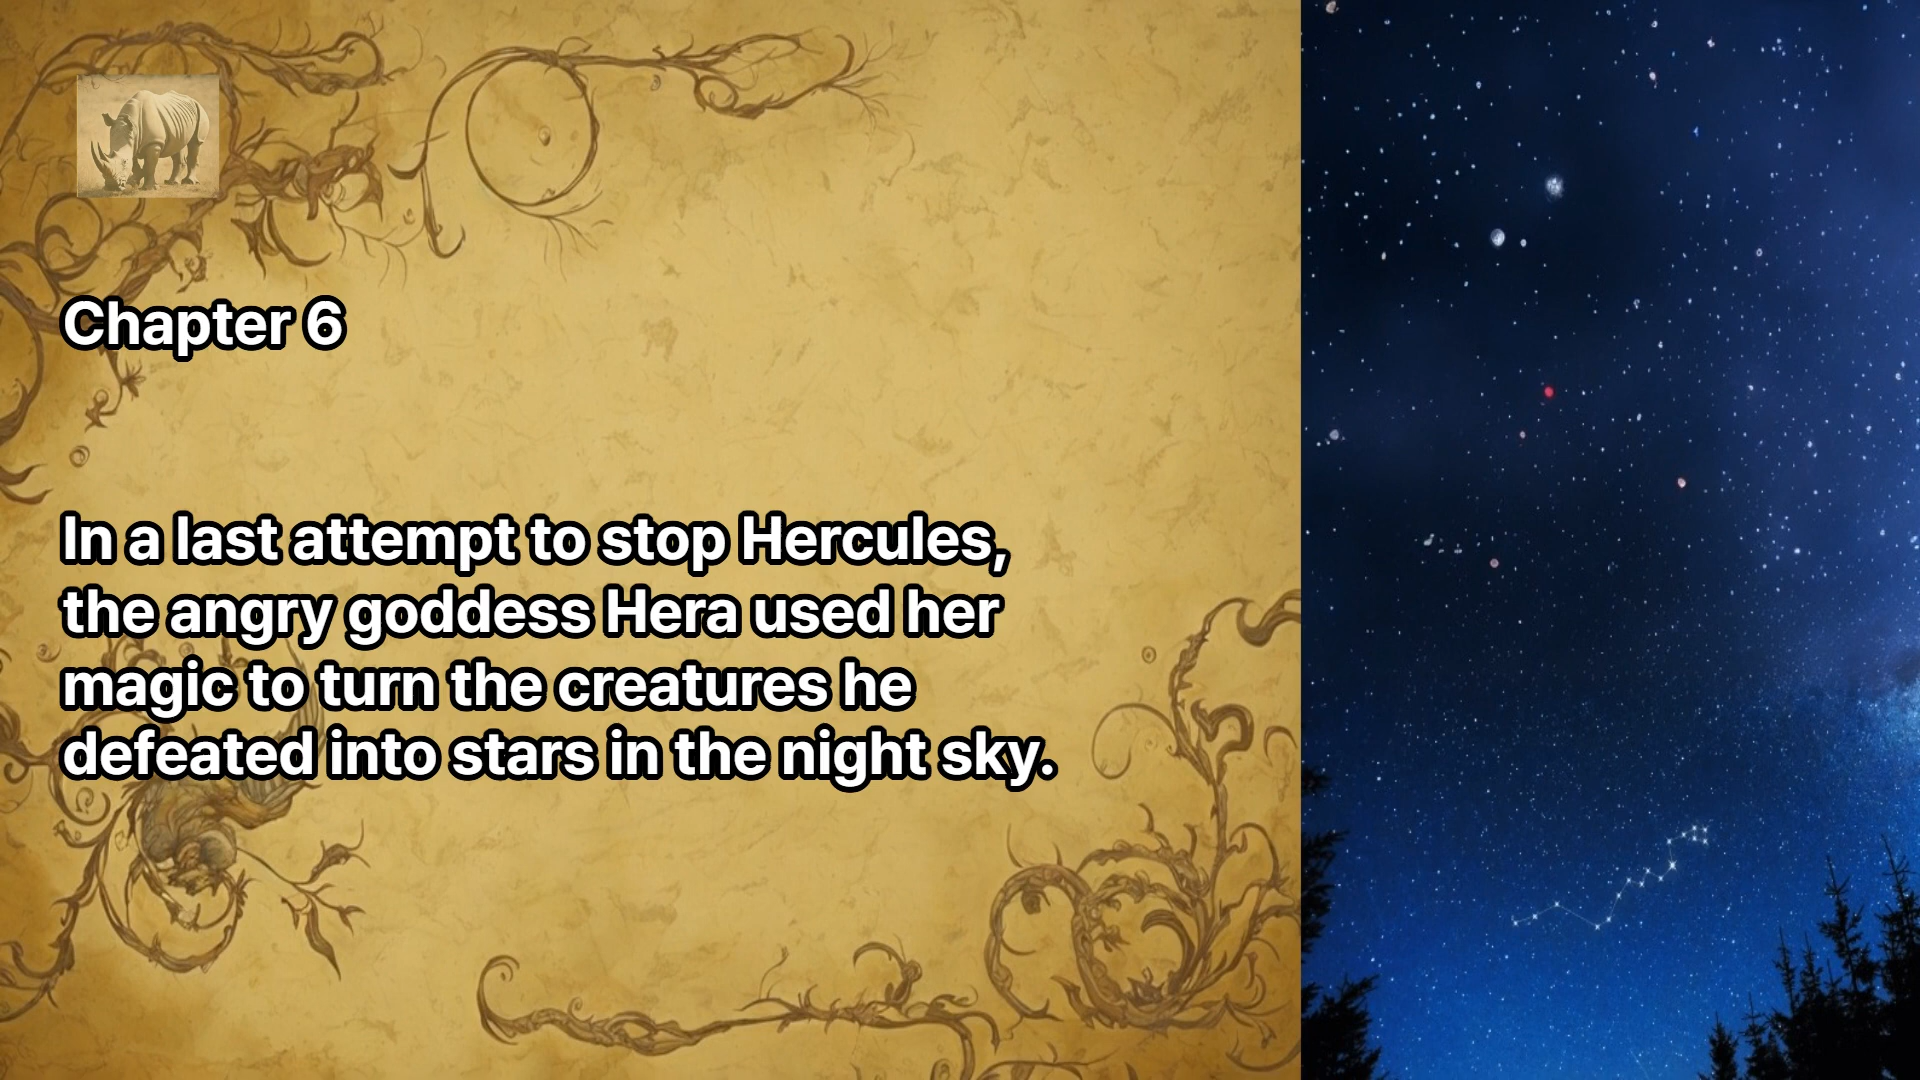 Chapter 6
In a last attempt to stop Hercules,
the angry goddess Hera used her
magic to turn the creatures he
defeated into stars in the night sky.